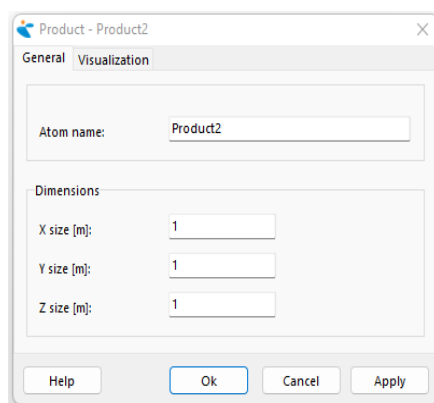 Product - Product2
General Visualization
Atom name: Product2
Dimensions
X size [m]: 1
Y size [m]: 1
Z size [m]: 1
Help Ok Cancel Apply